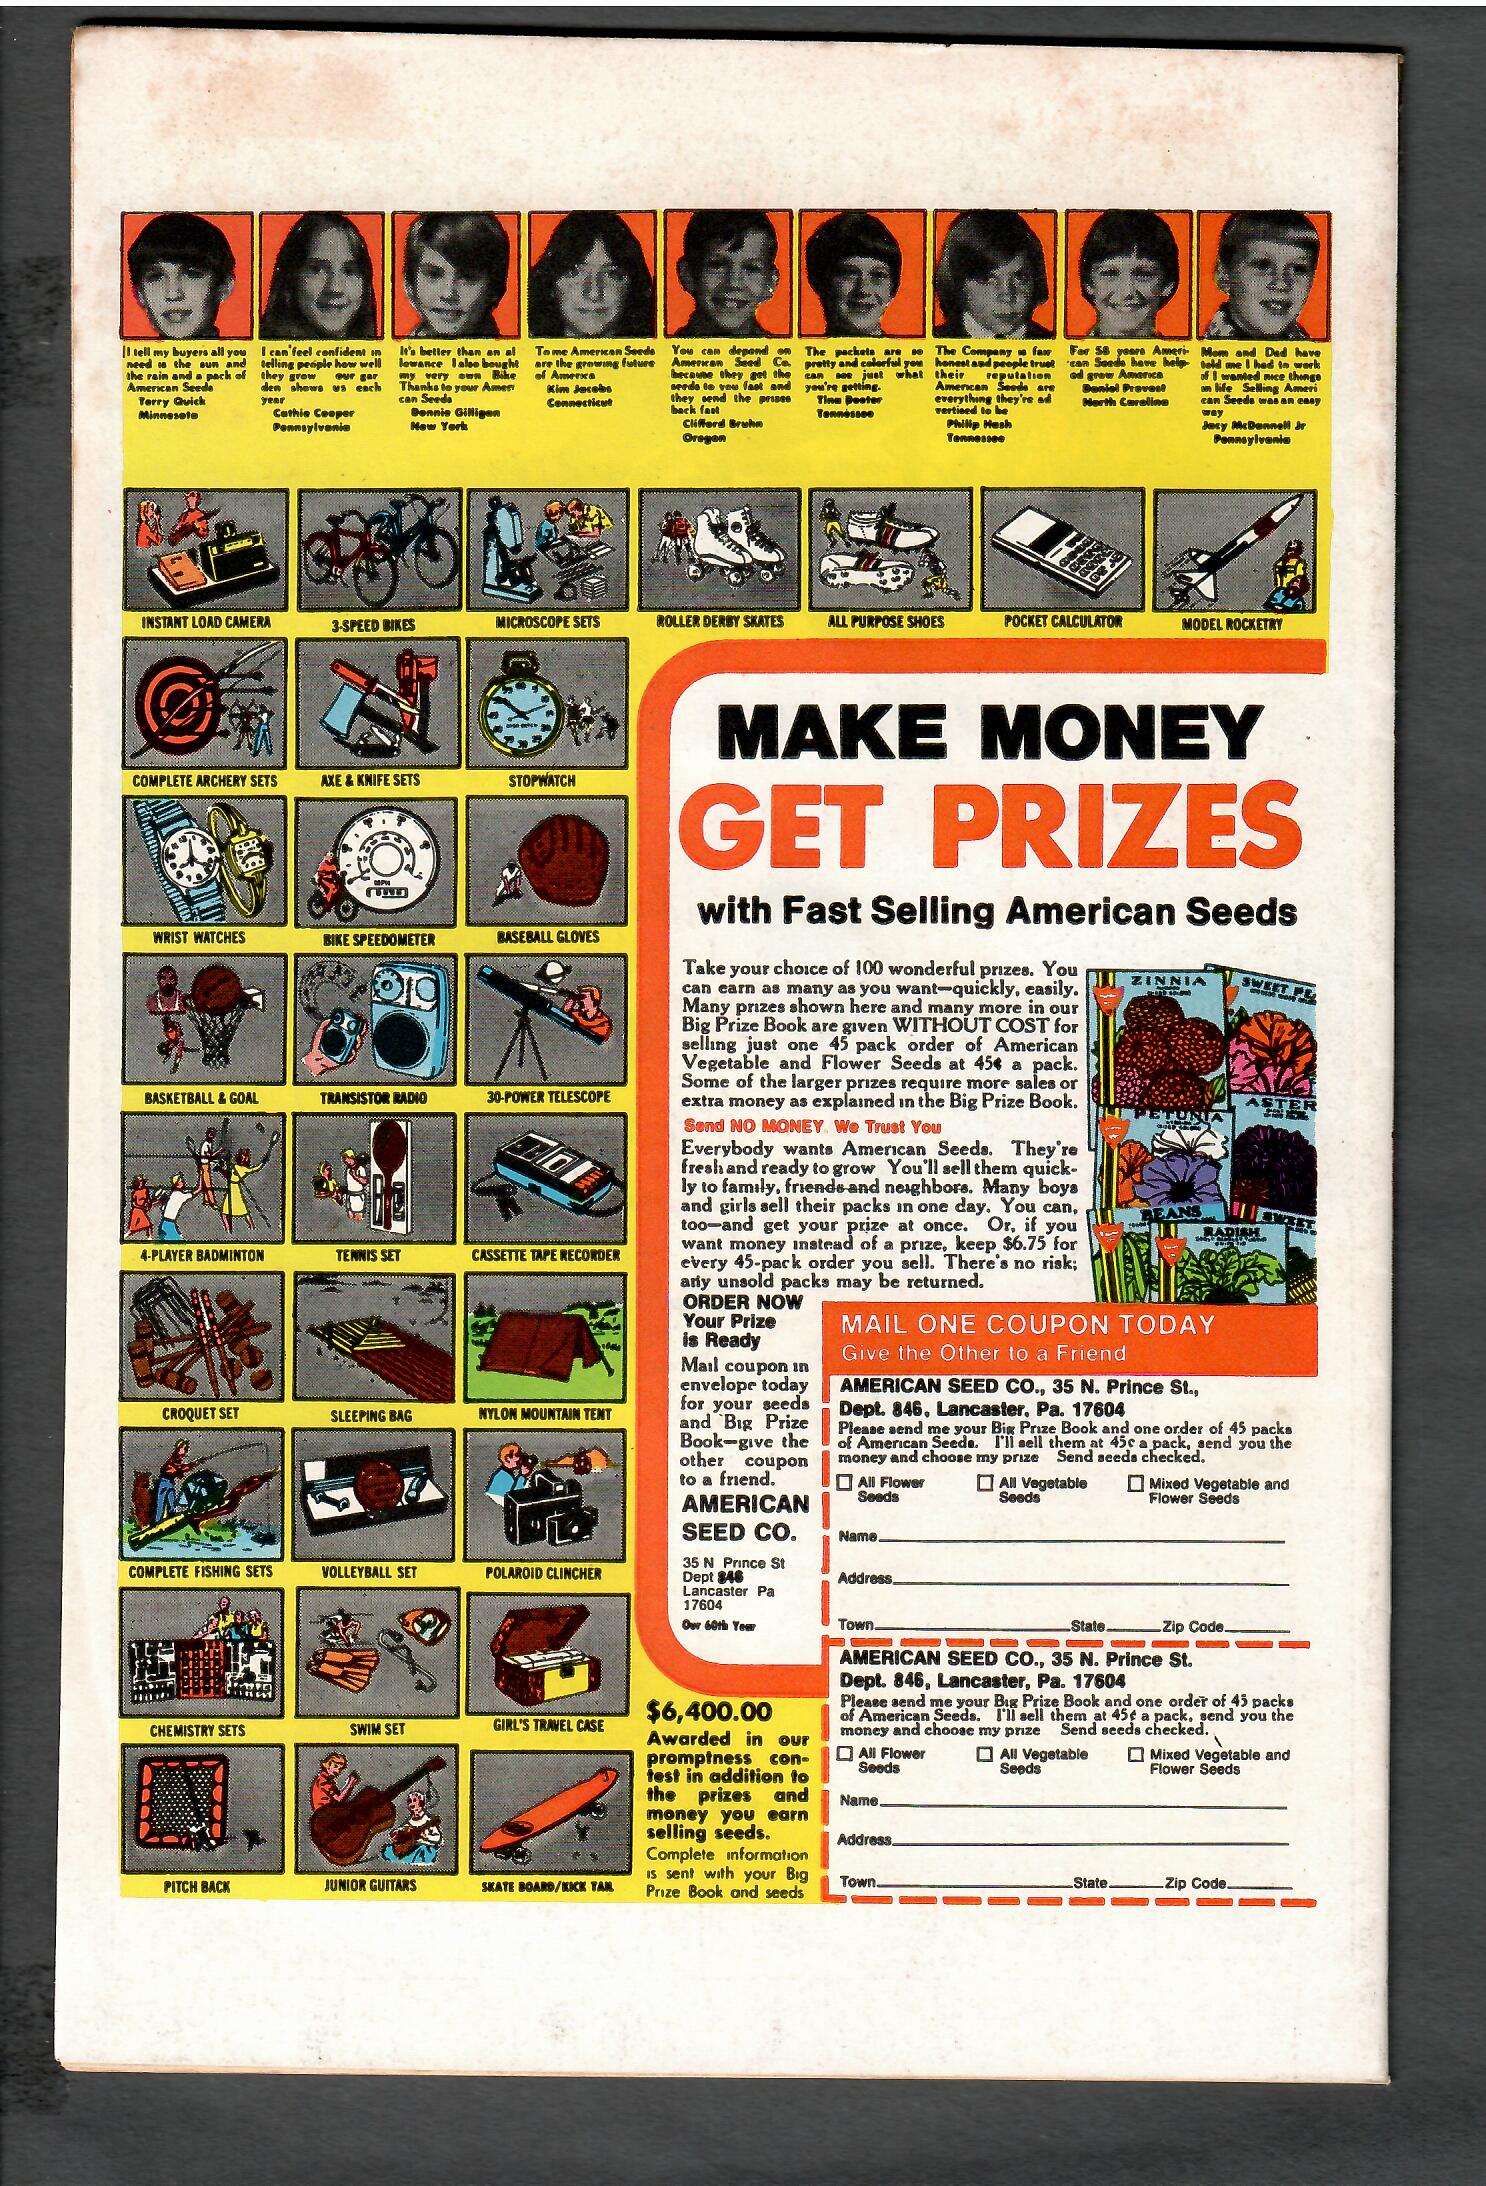 I tell my buyers all you
need is the sun and
the rain and a pack of
American Seeds
Terry Quick
Minnesota
I can feel confident in
telling people how well
they grow our gar
den shows us each
year
Cathie Cooper
Pennsylvania
It's better than an al
lowance I also bought
my very own Bike
Thanks to your Ameri
can Seeds
Donnie Gilligan
New York
To me American Seeds
are the growing future
of America
Kim Jacobs
Connecticut
You can depend on
American Seed Co.
because they get the
seeds to you fast and
they send the prizes
back fast
Clifford Bruhn
Oregon
The packets are so
pretty and colorful you
can see just what
you're getting.
Tina Deeter
Tennessee
The Company is fair
honest and people trust
their reputation
American Seeds are
everything they're ad
vertised to be
Philip Hash
Tennessee
For 58 years Ameri-
can Seeds have help-
ed grow America
Daniel Provost
North Carolina
Mom and Dad have
told me I had to work
if I wanted nice things
in life Selling Ameri
can Seeds was an easy
way
Jacy McDannell Jr
Pennsylvania
INSTANT LOAD CAMERA
3-SPEED BIKES
MICROSCOPE SETS
ROLLER DERBY SKATES
ALL PURPOSE SHOES
POCKET CALCULATOR
MODEL ROCKETRY
COMPLETE ARCHERY SETS
AXE & KNIFE SETS
STOPWATCH
WRIST WATCHES
MPH
BIKE SPEEDOMETER
BASEBALL GLOVES
BASKETBALL & GOAL
TRANSISTOR RADIO
30-POWER TELESCOPE
4-PLAYER BADMINTON
TENNIS SET
CASSETTE TAPE RECORDER
CROQUET SET
SLEEPING BAG
NYLON MOUNTAIN TENT
COMPLETE FISHING SETS
VOLLEYBALL SET
POLAROID CLINCHER
CHEMISTRY SETS
SWIM SET
GIRL'S TRAVEL CASE
PITCH BACK
JUNIOR GUITARS
SKATE BOARD/KICK TAIL
MAKE MONEY
GET PRIZES
with Fast Selling American Seeds
Take your choice of 100 wonderful prizes. You
can earn as many as you want—quickly, easily.
Many prizes shown here and many more in our
Big Prize Book are given WITHOUT COST for
selling just one 45 pack order of American
Vegetable and Flower Seeds at 45¢ a pack.
Some of the larger prizes require more sales or
extra money as explained in the Big Prize Book.
Send NO MONEY We Trust You
Everybody wants American Seeds. They're
fresh and ready to grow You'll sell them quick-
ly to family, friends and neighbors. Many boys
and girls sell their packs in one day. You can,
too—and get your prize at once. Or, if you
want money instead of a prize, keep $6.75 for
every 45-pack order you sell. There's no risk;
any unsold packs may be returned.
ZINNIA
SWEET PE
PETUNIA
ASTER
BEANS
SWEET
RADISH
ORDER NOW
Your Prize
is Ready
Mail coupon in
envelope today
for your seeds
and Big Prize
Book—give the
other coupon
to a friend.
AMERICAN
SEED CO.
35 N Prince St
Dept 846
Lancaster Pa
17604
Our 60th Year
$6,400.00
Awarded in our
promptness con-
test in addition to
the prizes and
money you earn
selling seeds.
Complete information
is sent with your Big
Prize Book and seeds
MAIL ONE COUPON TODAY
Give the Other to a Friend
AMERICAN SEED CO., 35 N. Prince St.,
Dept. 846, Lancaster, Pa. 17604
Please send me your Big Prize Book and one order of 45 packs
of American Seeds. I'll sell them at 45¢ a pack, send you the
money and choose my prize Send seeds checked.
All Flower
Seeds
All Vegetable
Seeds
Mixed Vegetable and
Flower Seeds
Name
Address
Town State Zip Code
AMERICAN SEED CO., 35 N. Prince St.
Dept. 846, Lancaster, Pa. 17604
Please send me your Big Prize Book and one order of 45 packs
of American Seeds. I'll sell them at 45¢ a pack, send you the
money and choose my prize Send seeds checked.
All Flower
Seeds
All Vegetable
Seeds
Mixed Vegetable and
Flower Seeds
Name
Address
Town State Zip Code